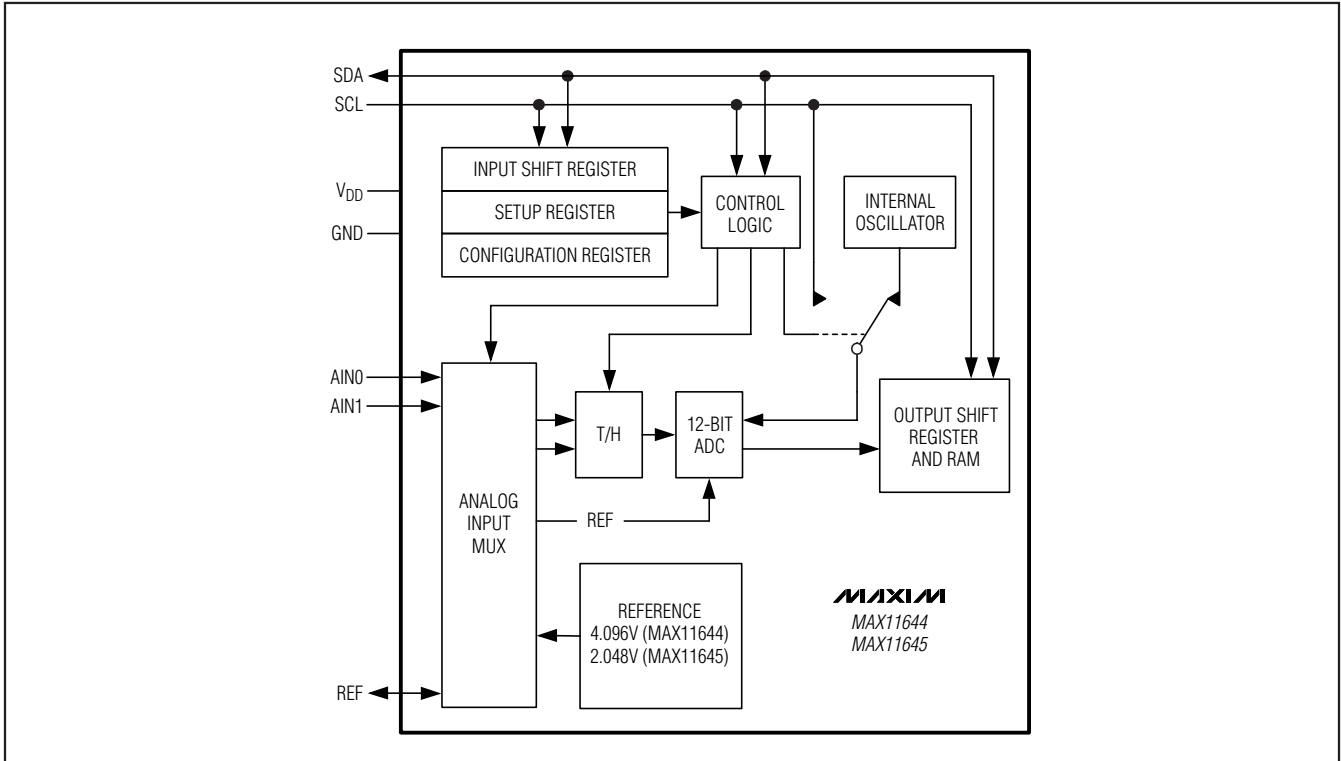 SDA
SCL
V_DD
GND
INPUT SHIFT REGISTER
SETUP REGISTER
CONFIGURATION REGISTER
CONTROL
LOGIC
INTERNAL
OSCILLATOR
AIN0
AIN1
ANALOG
INPUT
MUX
T/H
12-BIT
ADC
OUTPUT SHIFT
REGISTER
AND RAM
REF
REFERENCE
4.096V (MAX11644)
2.048V (MAX11645)
MAXIM
MAX11644
MAX11645
REF